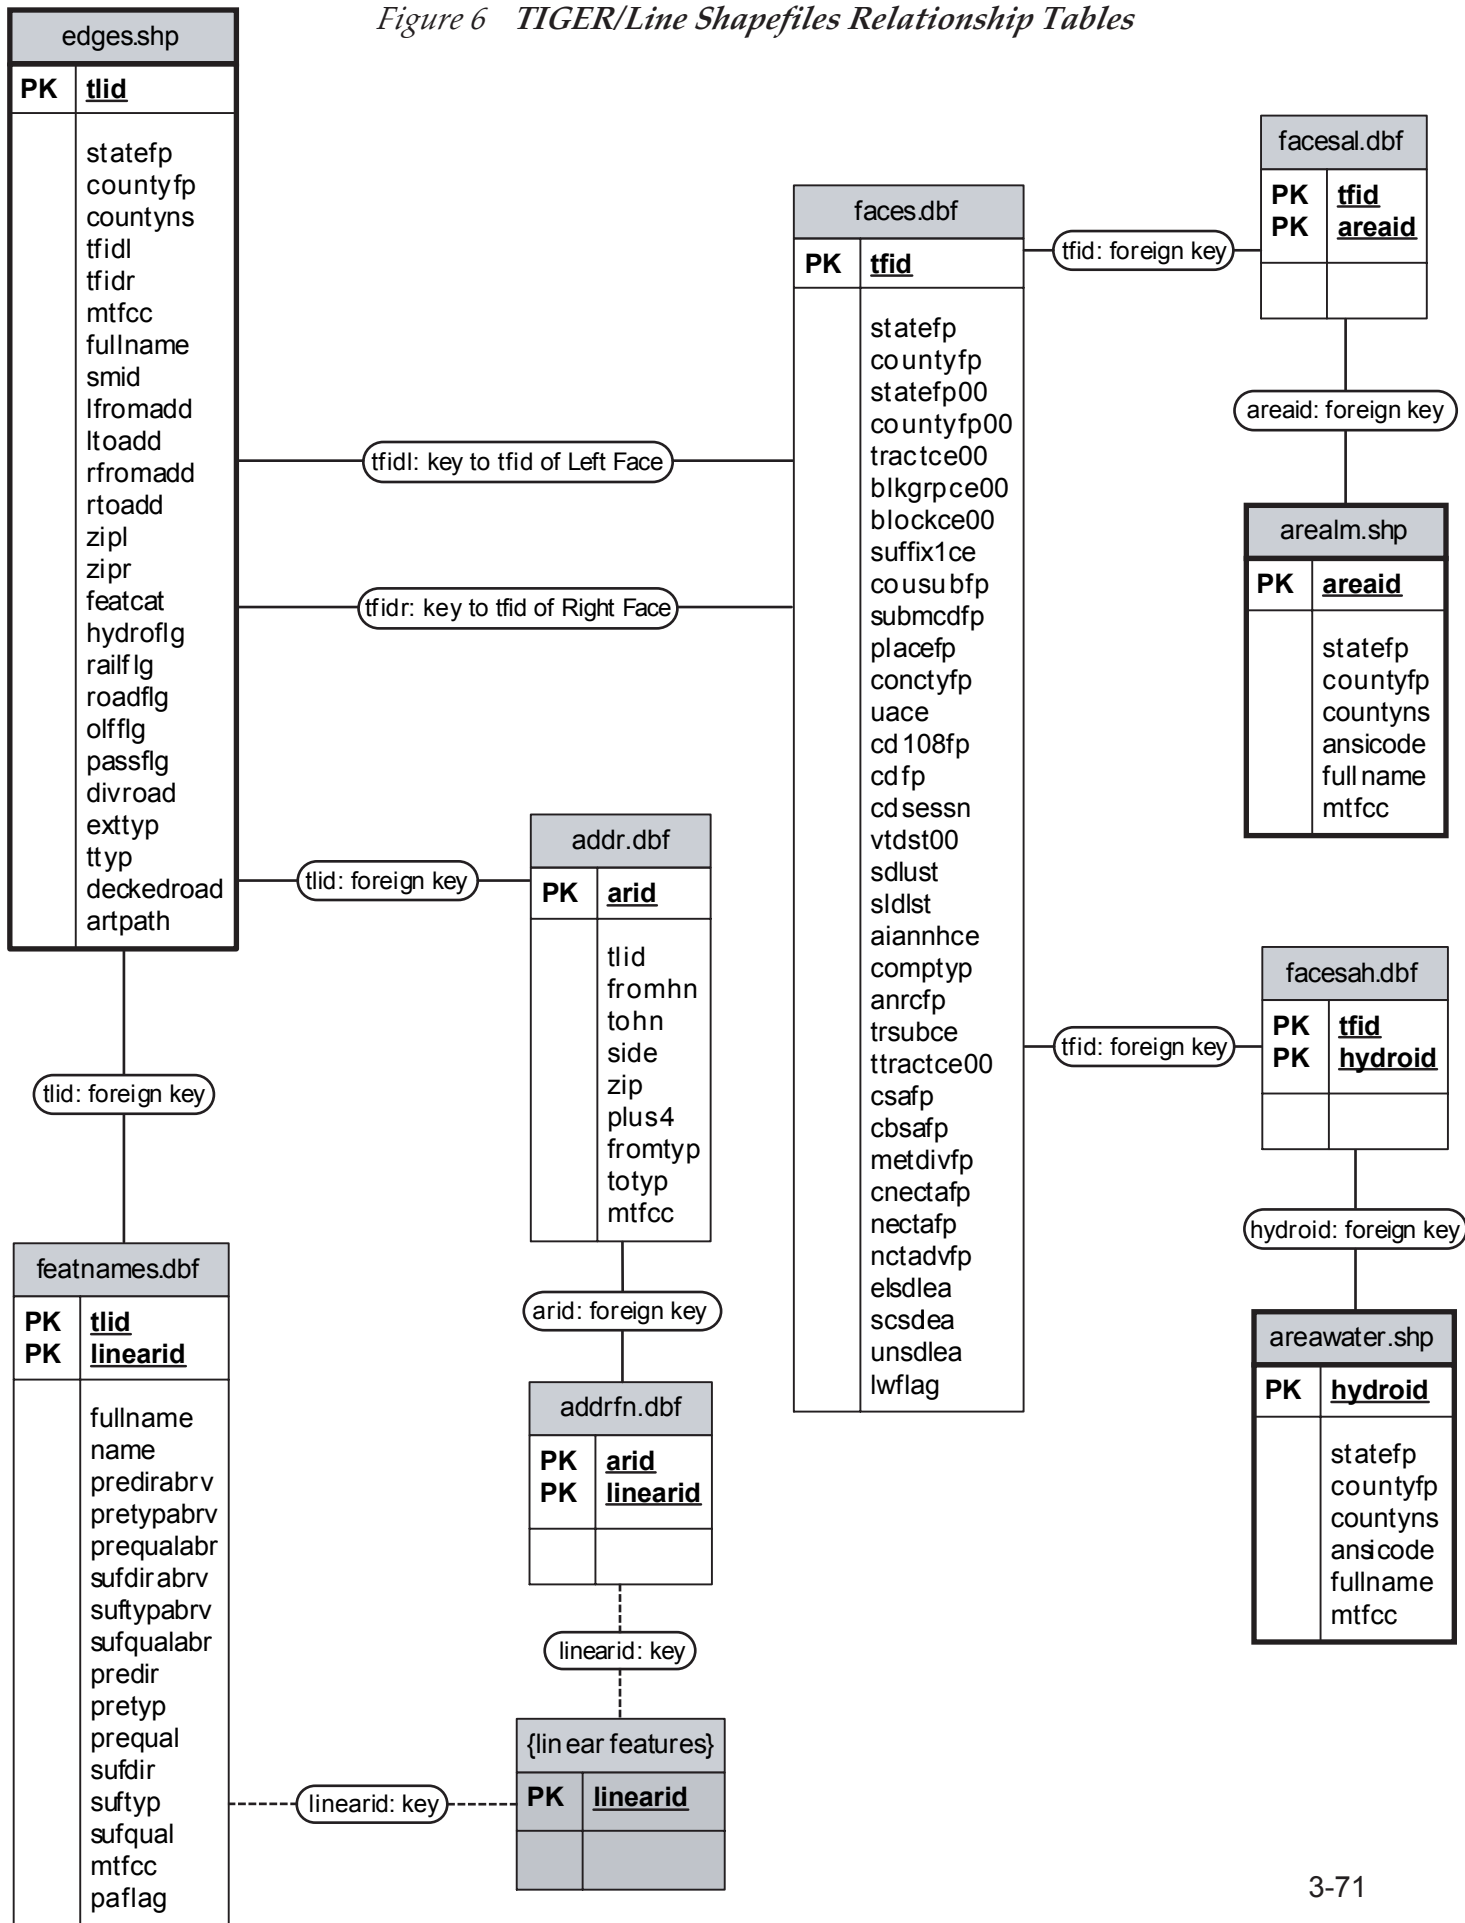 Figure 6 TIGER/Line Shapefiles Relationship Tables
edges.shp
PK tlid
statefp
countyfp
countyns
tfidl
tfidr
mtfcc
fullname
smid
lfromadd
ltoadd
rfromadd
rtoadd
zipl
zipr
featcat
hydroflg
railflg
roadflg
olfflg
passflg
divroad
exttyp
ttyp
deckedroad
artpath
tfidl: key to tfid of Left Face
tfidr: key to tfid of Right Face
tlid: foreign key
tlid: foreign key
featnames.dbf
PK tlid
PK linearid
fullname
name
predirabrv
pretypabrv
prequalabr
sufdirabrv
suftypabrv
sufqualabr
predir
pretyp
prequal
sufdir
suftyp
sufqual
mtfcc
paflag
linearid: key
addr.dbf
PK arid
tlid
fromhn
tohn
side
zip
plus4
fromtyp
totyp
mtfcc
arid: foreign key
addrfn.dbf
PK arid
PK linearid
linearid: key
{linear features}
PK linearid
faces.dbf
PK tfid
statefp
countyfp
statefp00
countyfp00
tractce00
blkgrpce00
blockce00
suffix1ce
cousubfp
submcdfp
placefp
conctyfp
uace
cd108fp
cdfp
cdsessn
vtdst00
sdlust
sldlst
aiannhce
comptyp
anrcfp
trsubce
ttractce00
csafp
cbsafp
metdivfp
cnectafp
nectafp
nctadvfp
elsdlea
scsdea
unsdlea
lwflag
tfid: foreign key
facesal.dbf
PK tfid
PK areaid
areaid: foreign key
arealm.shp
PK areaid
statefp
countyfp
countyns
ansicode
fullname
mtfcc
tfid: foreign key
facesah.dbf
PK tfid
PK hydroid
hydroid: foreign key
areawater.shp
PK hydroid
statefp
countyfp
countyns
ansicode
fullname
mtfcc
3-71